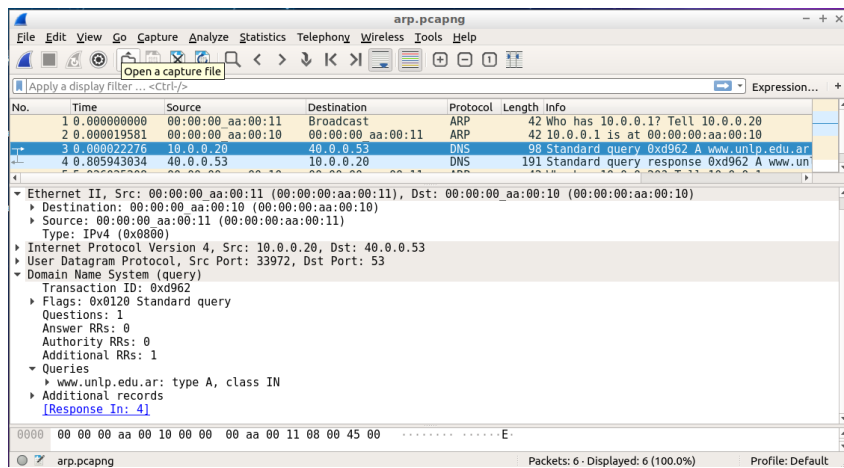 arp.pcapng
File Edit View Go Capture Analyze Statistics Telephony Wireless Tools Help
Open a capture file
Apply a display filter ... <Ctrl-/>
Expression... +
No. Time Source Destination Protocol Length Info
1 0.000000000 00:00:00_aa:00:11 Broadcast ARP 42 Who has 10.0.0.1? Tell 10.0.0.20
2 0.000019581 00:00:00_aa:00:10 00:00:00_aa:00:11 ARP 42 10.0.0.1 is at 00:00:00:aa:00:10
3 0.000022276 10.0.0.20 40.0.0.53 DNS 98 Standard query 0xd962 A www.unlp.edu.ar
4 0.805943034 40.0.0.53 10.0.0.20 DNS 191 Standard query response 0xd962 A www.un
Ethernet II, Src: 00:00:00_aa:00:11 (00:00:00:aa:00:11), Dst: 00:00:00_aa:00:10 (00:00:00:aa:00:10)
Destination: 00:00:00_aa:00:10 (00:00:00:aa:00:10)
Source: 00:00:00_aa:00:11 (00:00:00:aa:00:11)
Type: IPv4 (0x0800)
Internet Protocol Version 4, Src: 10.0.0.20, Dst: 40.0.0.53
User Datagram Protocol, Src Port: 33972, Dst Port: 53
Domain Name System (query)
Transaction ID: 0xd962
Flags: 0x0120 Standard query
Questions: 1
Answer RRs: 0
Authority RRs: 0
Additional RRs: 1
Queries
www.unlp.edu.ar: type A, class IN
Additional records
[Response In: 4]
0000 00 00 00 aa 00 10 00 00 00 aa 00 11 08 00 45 00 ········ ······E·
arp.pcapng
Packets: 6 · Displayed: 6 (100.0%)
Profile: Default